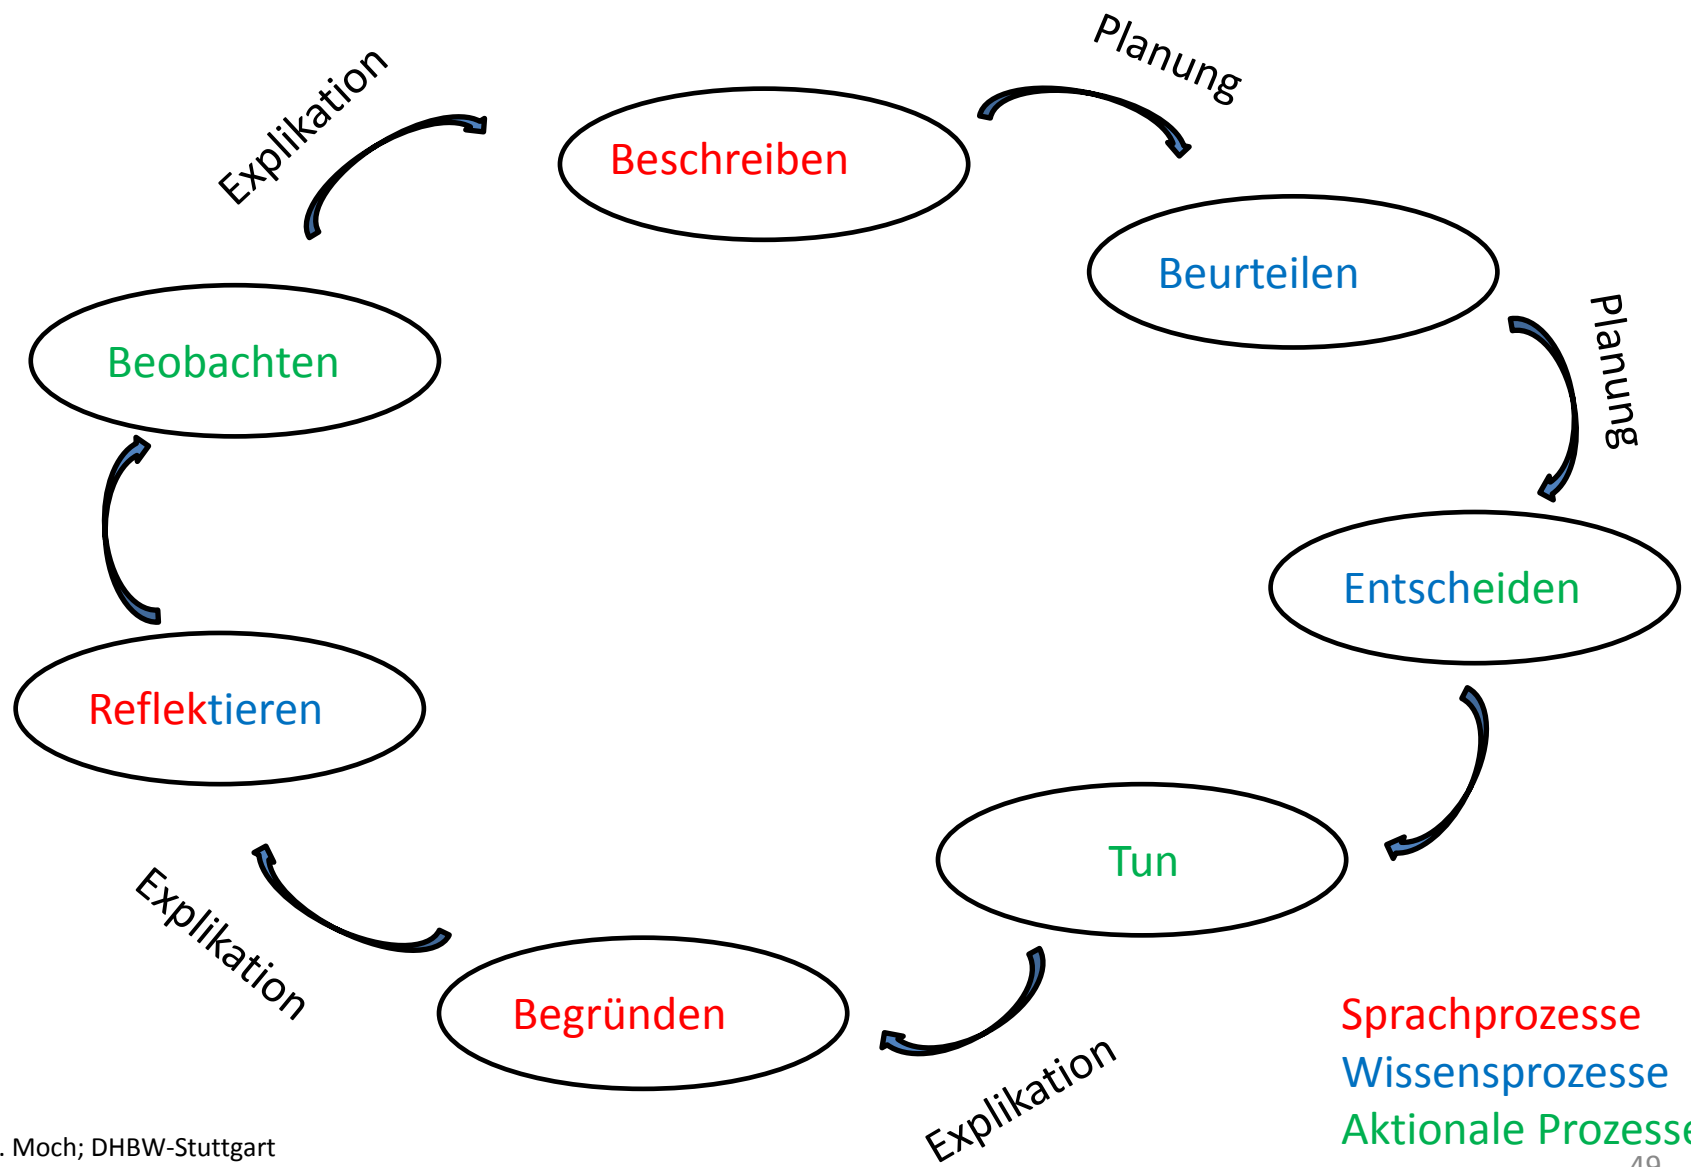 Explikation
Planung
Beschreiben
Beurteilen
Planung
Beobachten
Entscheiden
Reflektieren
Tun
Explikation
Begründen
Explikation
Sprachprozesse
Wissensprozesse
Aktionale Prozesse
. Moch; DHBW-Stuttgart
49